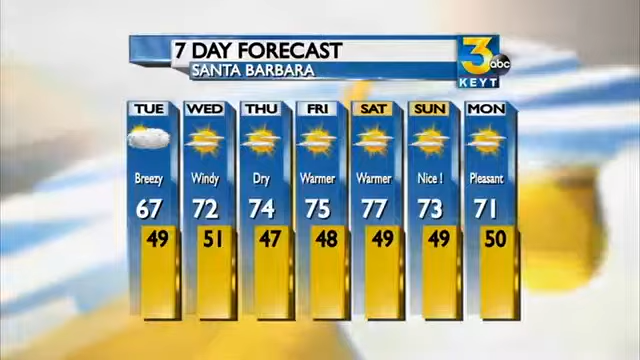 7 DAY FORECAST
SANTA BARBARA
3 abc
KEYT
TUE WED THU FRI SAT SUN MON
Breezy Windy Dry Warmer Warmer Nice ! Pleasant
67 72 74 75 77 73 71
49 51 47 48 49 49 50